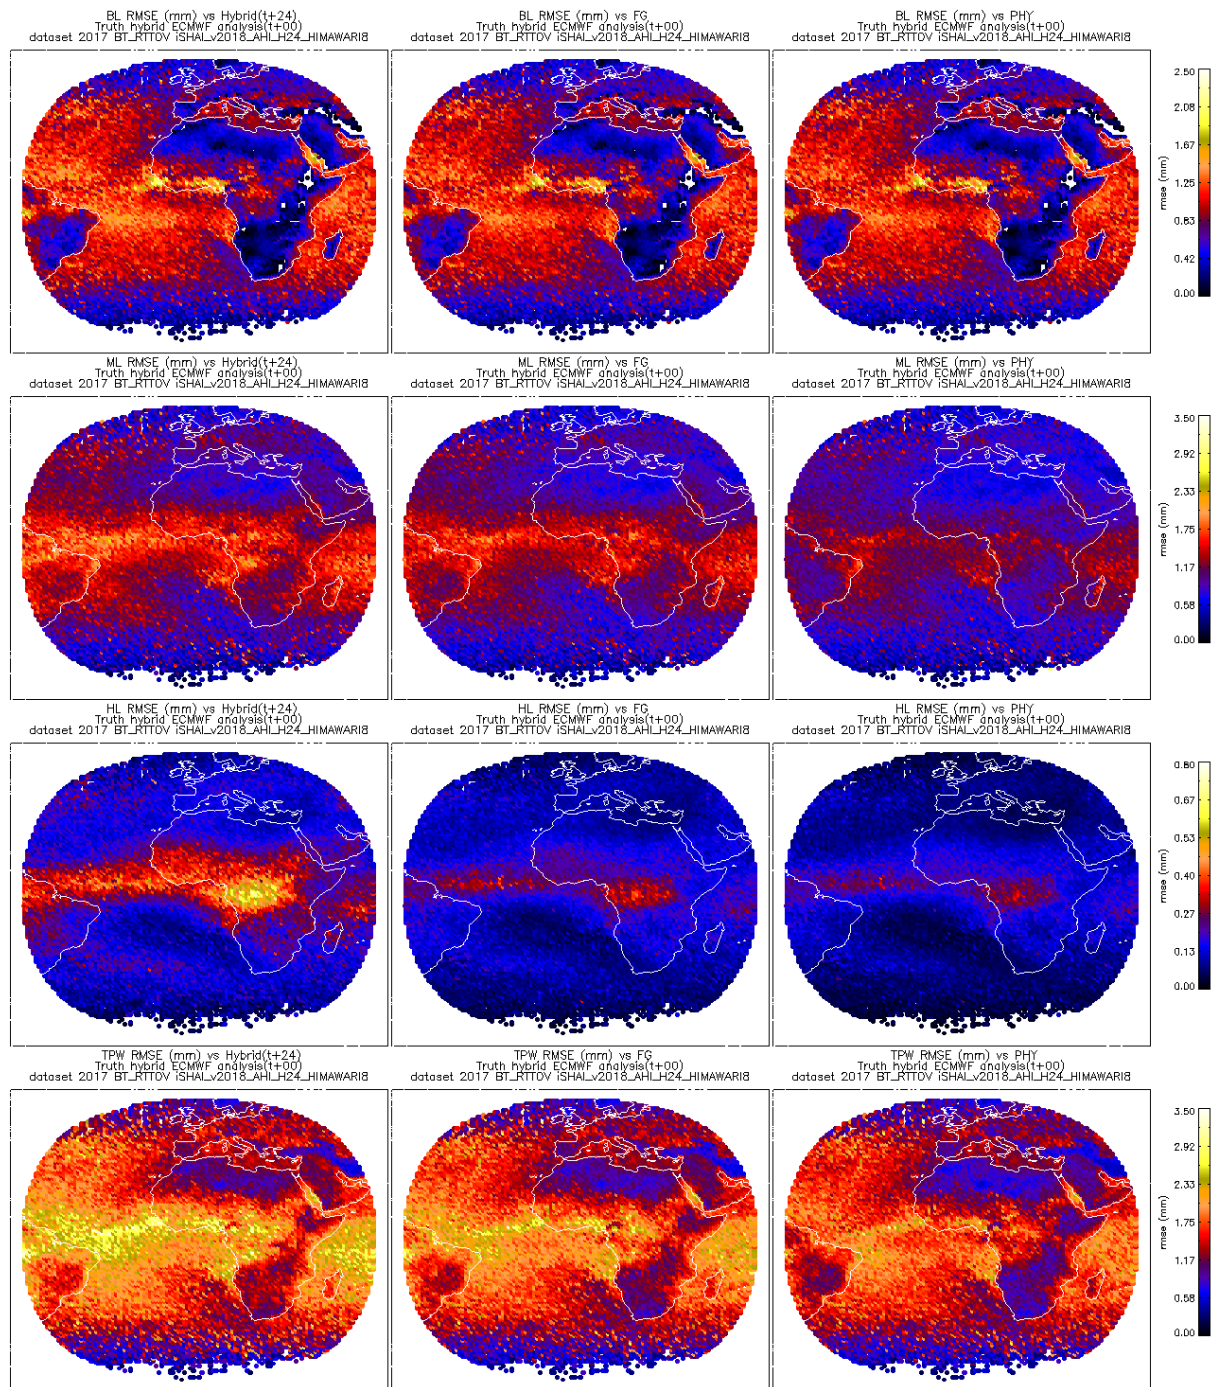 BL RMSE (mm) vs Hybrid(t+24)
Truth hybrid ECMWF analysis(t+00)
dataset 2017 BT_RTTOV iSHAI_v2018_AHI_H24_HIMAWARI8
BL RMSE (mm) vs FG
Truth hybrid ECMWF analysis(t+00)
dataset 2017 BT_RTTOV iSHAI_v2018_AHI_H24_HIMAWARI8
BL RMSE (mm) vs PHY
Truth hybrid ECMWF analysis(t+00)
dataset 2017 BT_RTTOV iSHAI_v2018_AHI_H24_HIMAWARI8
2.50
2.08
1.67
1.25
0.83
0.42
0.00
rmse (mm)
ML RMSE (mm) vs Hybrid(t+24)
Truth hybrid ECMWF analysis(t+00)
dataset 2017 BT_RTTOV iSHAI_v2018_AHI_H24_HIMAWARI8
ML RMSE (mm) vs FG
Truth hybrid ECMWF analysis(t+00)
dataset 2017 BT_RTTOV iSHAI_v2018_AHI_H24_HIMAWARI8
ML RMSE (mm) vs PHY
Truth hybrid ECMWF analysis(t+00)
dataset 2017 BT_RTTOV iSHAI_v2018_AHI_H24_HIMAWARI8
3.50
2.92
2.33
1.75
1.17
0.58
0.00
rmse (mm)
HL RMSE (mm) vs Hybrid(t+24)
Truth hybrid ECMWF analysis(t+00)
dataset 2017 BT_RTTOV iSHAI_v2018_AHI_H24_HIMAWARI8
HL RMSE (mm) vs FG
Truth hybrid ECMWF analysis(t+00)
dataset 2017 BT_RTTOV iSHAI_v2018_AHI_H24_HIMAWARI8
HL RMSE (mm) vs PHY
Truth hybrid ECMWF analysis(t+00)
dataset 2017 BT_RTTOV iSHAI_v2018_AHI_H24_HIMAWARI8
0.80
0.67
0.53
0.40
0.27
0.13
0.00
rmse (mm)
TPW RMSE (mm) vs Hybrid(t+24)
Truth hybrid ECMWF analysis(t+00)
dataset 2017 BT_RTTOV iSHAI_v2018_AHI_H24_HIMAWARI8
TPW RMSE (mm) vs FG
Truth hybrid ECMWF analysis(t+00)
dataset 2017 BT_RTTOV iSHAI_v2018_AHI_H24_HIMAWARI8
TPW RMSE (mm) vs PHY
Truth hybrid ECMWF analysis(t+00)
dataset 2017 BT_RTTOV iSHAI_v2018_AHI_H24_HIMAWARI8
3.50
2.92
2.33
1.75
1.17
0.58
0.00
rmse (mm)